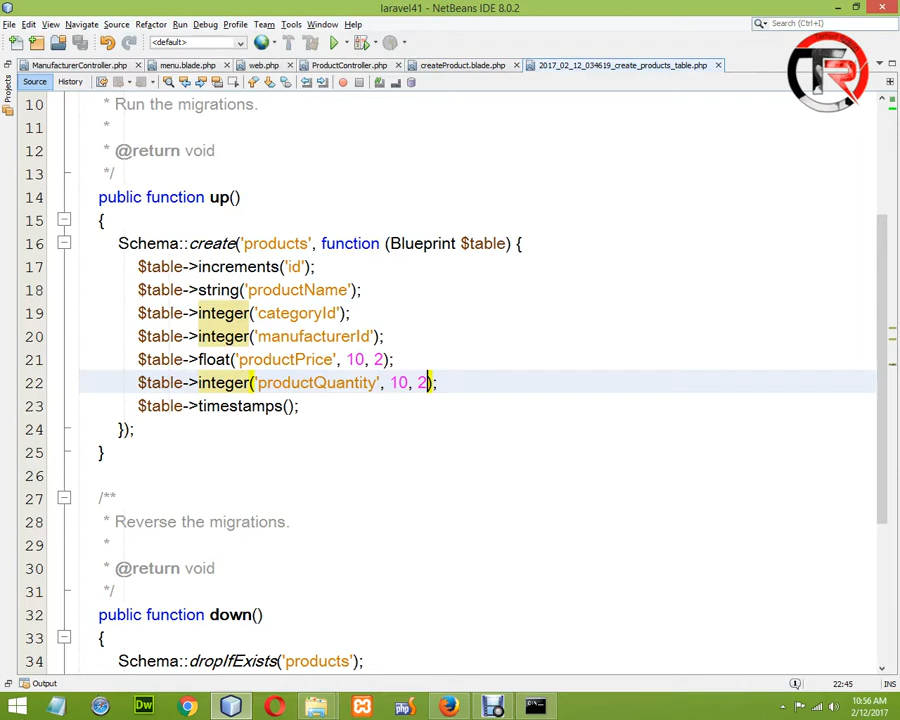 laravel41 - NetBeans IDE 8.0.2
File Edit View Navigate Source Refactor Run Debug Profile Team Tools Window Help
<default>
Search (Ctrl+I)
ManufacturerController.php menu.blade.php web.php ProductController.php createProduct.blade.php 2017_02_12_034619_create_products_table.php
Source History
Projects
10 * Run the migrations.
11 *
12 * @return void
13 */
14 public function up()
15 {
16 Schema::create('products', function (Blueprint $table) {
17 $table->increments('id');
18 $table->string('productName');
19 $table->integer('categoryId');
20 $table->integer('manufacturerId');
21 $table->float('productPrice', 10, 2);
22 $table->integer('productQuantity', 10, 2);
23 $table->timestamps();
24 });
25 }
26
27 /**
28 * Reverse the migrations.
29 *
30 * @return void
31 */
32 public function down()
33 {
34 Schema::dropIfExists('products');
Output
22:45 INS
Dw
php
10:56 AM
2/12/2017